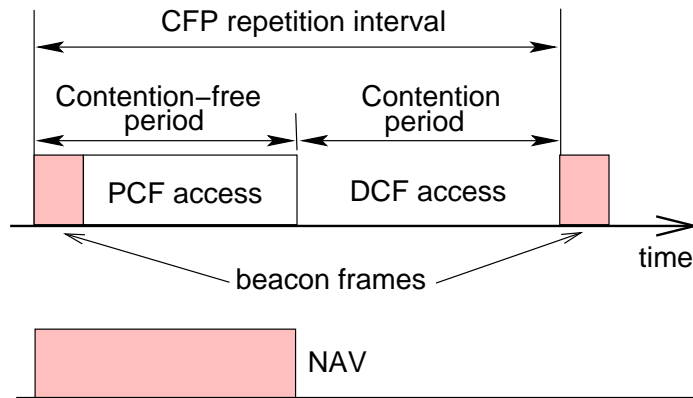 CFP repetition interval
Contention−free
period
Contention
period
PCF access
DCF access
time
beacon frames
NAV